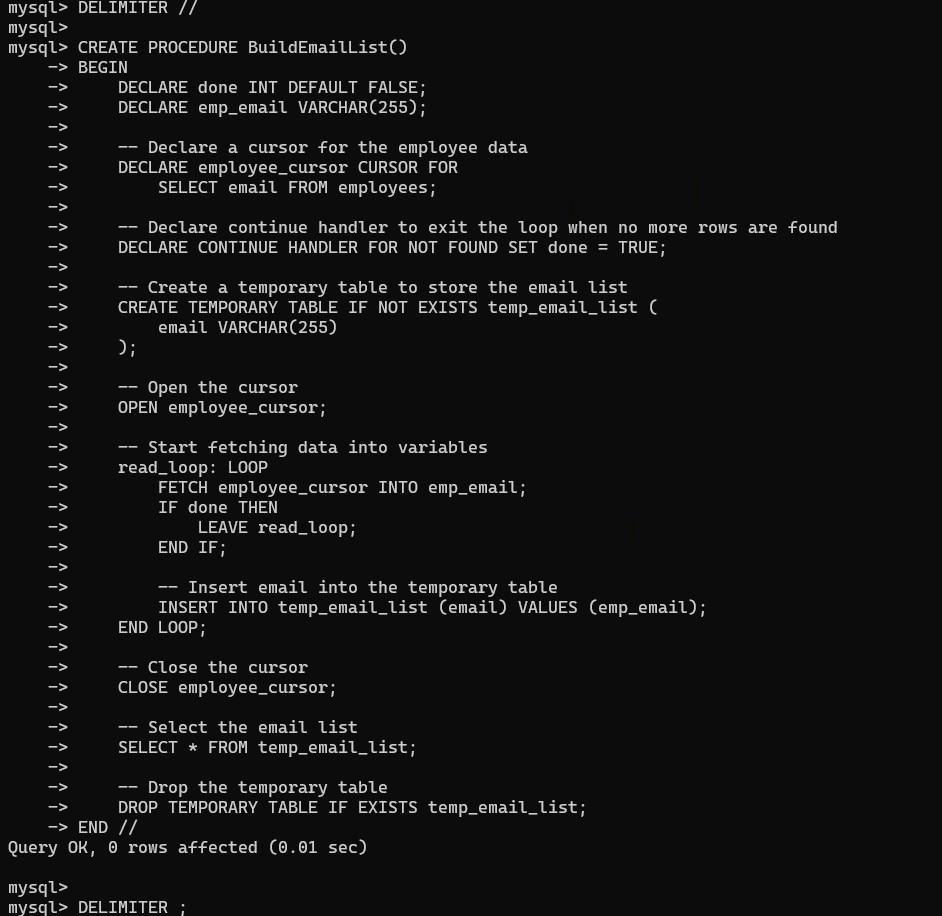 mysql> DELIMITER //
mysql>
mysql> CREATE PROCEDURE BuildEmailList()
    -> BEGIN
    ->     DECLARE done INT DEFAULT FALSE;
    ->     DECLARE emp_email VARCHAR(255);
    ->
    ->     -- Declare a cursor for the employee data
    ->     DECLARE employee_cursor CURSOR FOR
    ->         SELECT email FROM employees;
    ->
    ->     -- Declare continue handler to exit the loop when no more rows are found
    ->     DECLARE CONTINUE HANDLER FOR NOT FOUND SET done = TRUE;
    ->
    ->     -- Create a temporary table to store the email list
    ->     CREATE TEMPORARY TABLE IF NOT EXISTS temp_email_list (
    ->         email VARCHAR(255)
    ->     );
    ->
    ->     -- Open the cursor
    ->     OPEN employee_cursor;
    ->
    ->     -- Start fetching data into variables
    ->     read_loop: LOOP
    ->         FETCH employee_cursor INTO emp_email;
    ->         IF done THEN
    ->             LEAVE read_loop;
    ->         END IF;
    ->
    ->         -- Insert email into the temporary table
    ->         INSERT INTO temp_email_list (email) VALUES (emp_email);
    ->     END LOOP;
    ->
    ->     -- Close the cursor
    ->     CLOSE employee_cursor;
    ->
    ->     -- Select the email list
    ->     SELECT * FROM temp_email_list;
    ->
    ->     -- Drop the temporary table
    ->     DROP TEMPORARY TABLE IF EXISTS temp_email_list;
    -> END //
Query OK, 0 rows affected (0.01 sec)

mysql>
mysql> DELIMITER ;